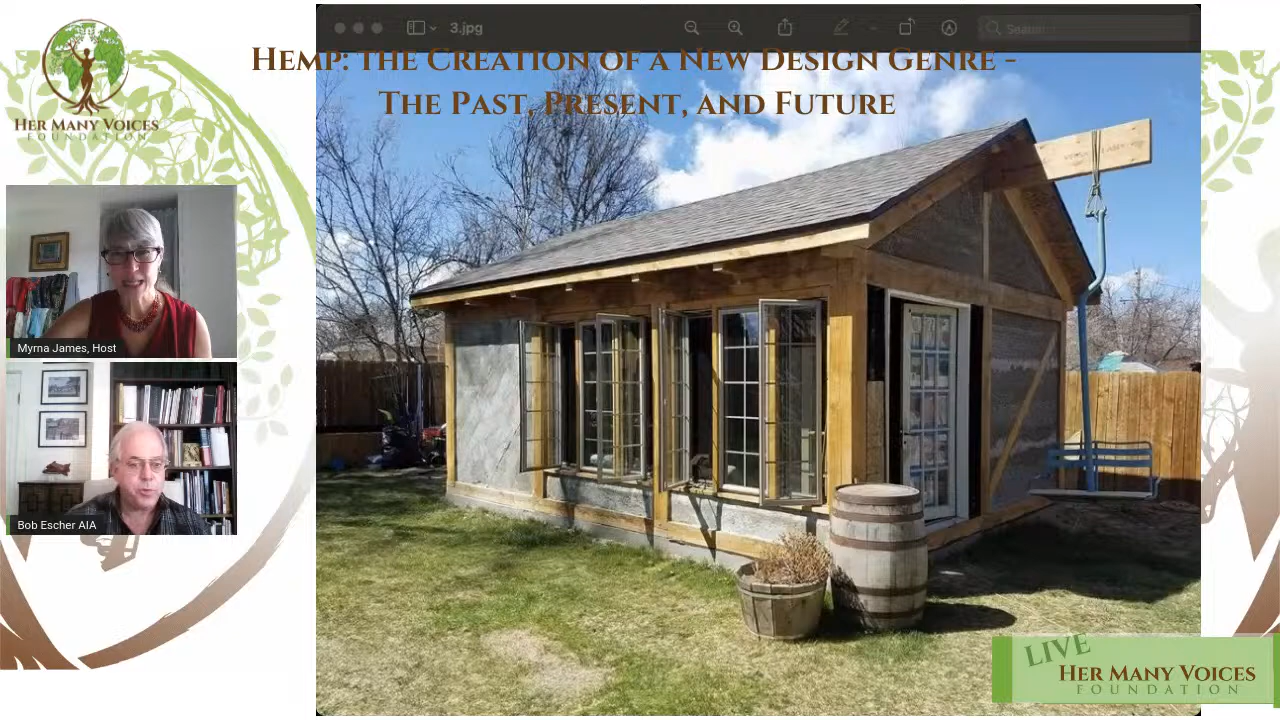 3.jpg
Search
HEMP: THE CREATION OF A NEW DESIGN GENRE -
THE PAST, PRESENT, AND FUTURE
HER MANY VOICES
FOUNDATION
Myrna James, Host
Bob Escher AIA
LIVE
HER MANY VOICES
FOUNDATION